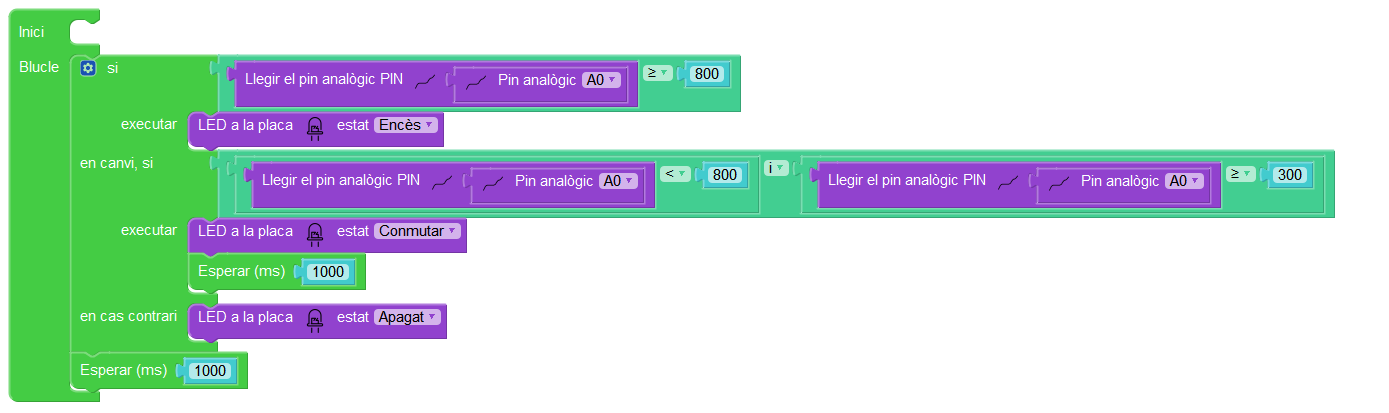 Inici
Blucle si Llegir el pin analògic PIN Pin analògic A0 ≥ 800
executar LED a la placa estat Encès
en canvi, si Llegir el pin analògic PIN Pin analògic A0 < 800 i Llegir el pin analògic PIN Pin analògic A0 ≥ 300
executar LED a la placa estat Conmutar
Esperar (ms) 1000
en cas contrari LED a la placa estat Apagat
Esperar (ms) 1000